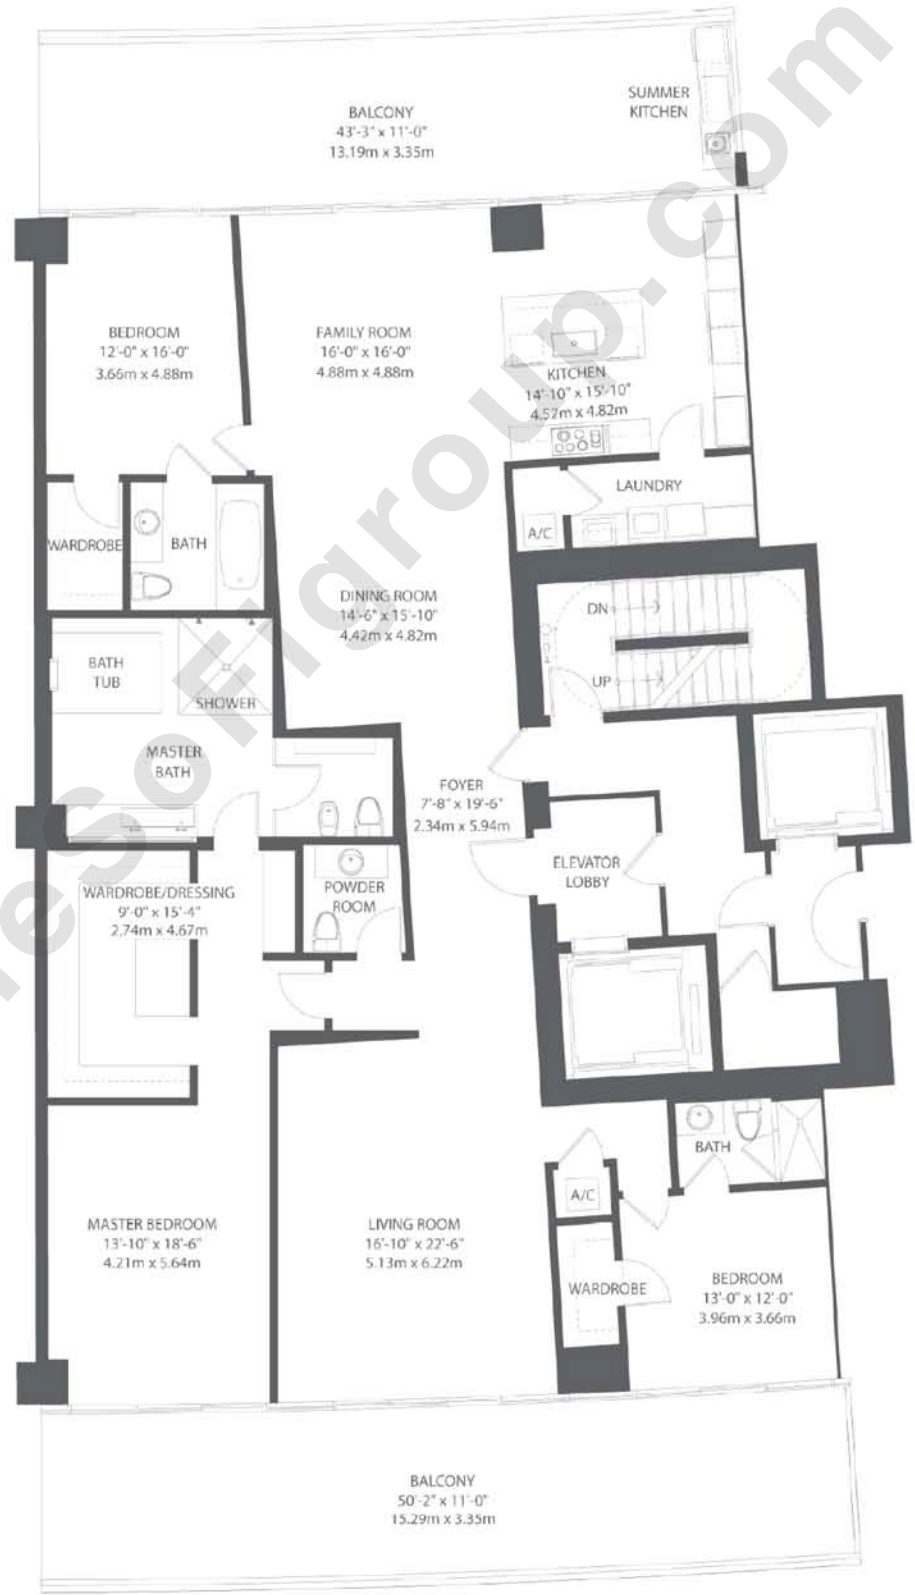 BALCONY
43'-3" x 11'-0"
13.19m x 3.35m
SUMMER
KITCHEN
BEDROOM
12'-0" x 16'-0"
3.66m x 4.88m
FAMILY ROOM
16'-0" x 16'-0"
4.88m x 4.88m
KITCHEN
14'-10" x 15'-10"
4.52m x 4.82m
LAUNDRY
A/C
WARDROBE
BATH
DINING ROOM
14'-6" x 15'-10"
4.42m x 4.82m
DN
UP
BATH
TUB
SHOWER
MASTER
BATH
FOYER
7'-8" x 19'-6"
2.34m x 5.94m
ELEVATOR
LOBBY
WARDROBE/DRESSING
9'-0" x 15'-4"
2.74m x 4.67m
POWDER
ROOM
BATH
A/C
MASTER BEDROOM
13'-10" x 18'-6"
4.21m x 5.64m
LIVING ROOM
16'-10" x 22'-6"
5.13m x 6.22m
WARDROBE
BEDROOM
13'-0" x 12'-0"
3.96m x 3.66m
BALCONY
50'-2" x 11'-0"
15.29m x 3.35m
heSoFigroup.com